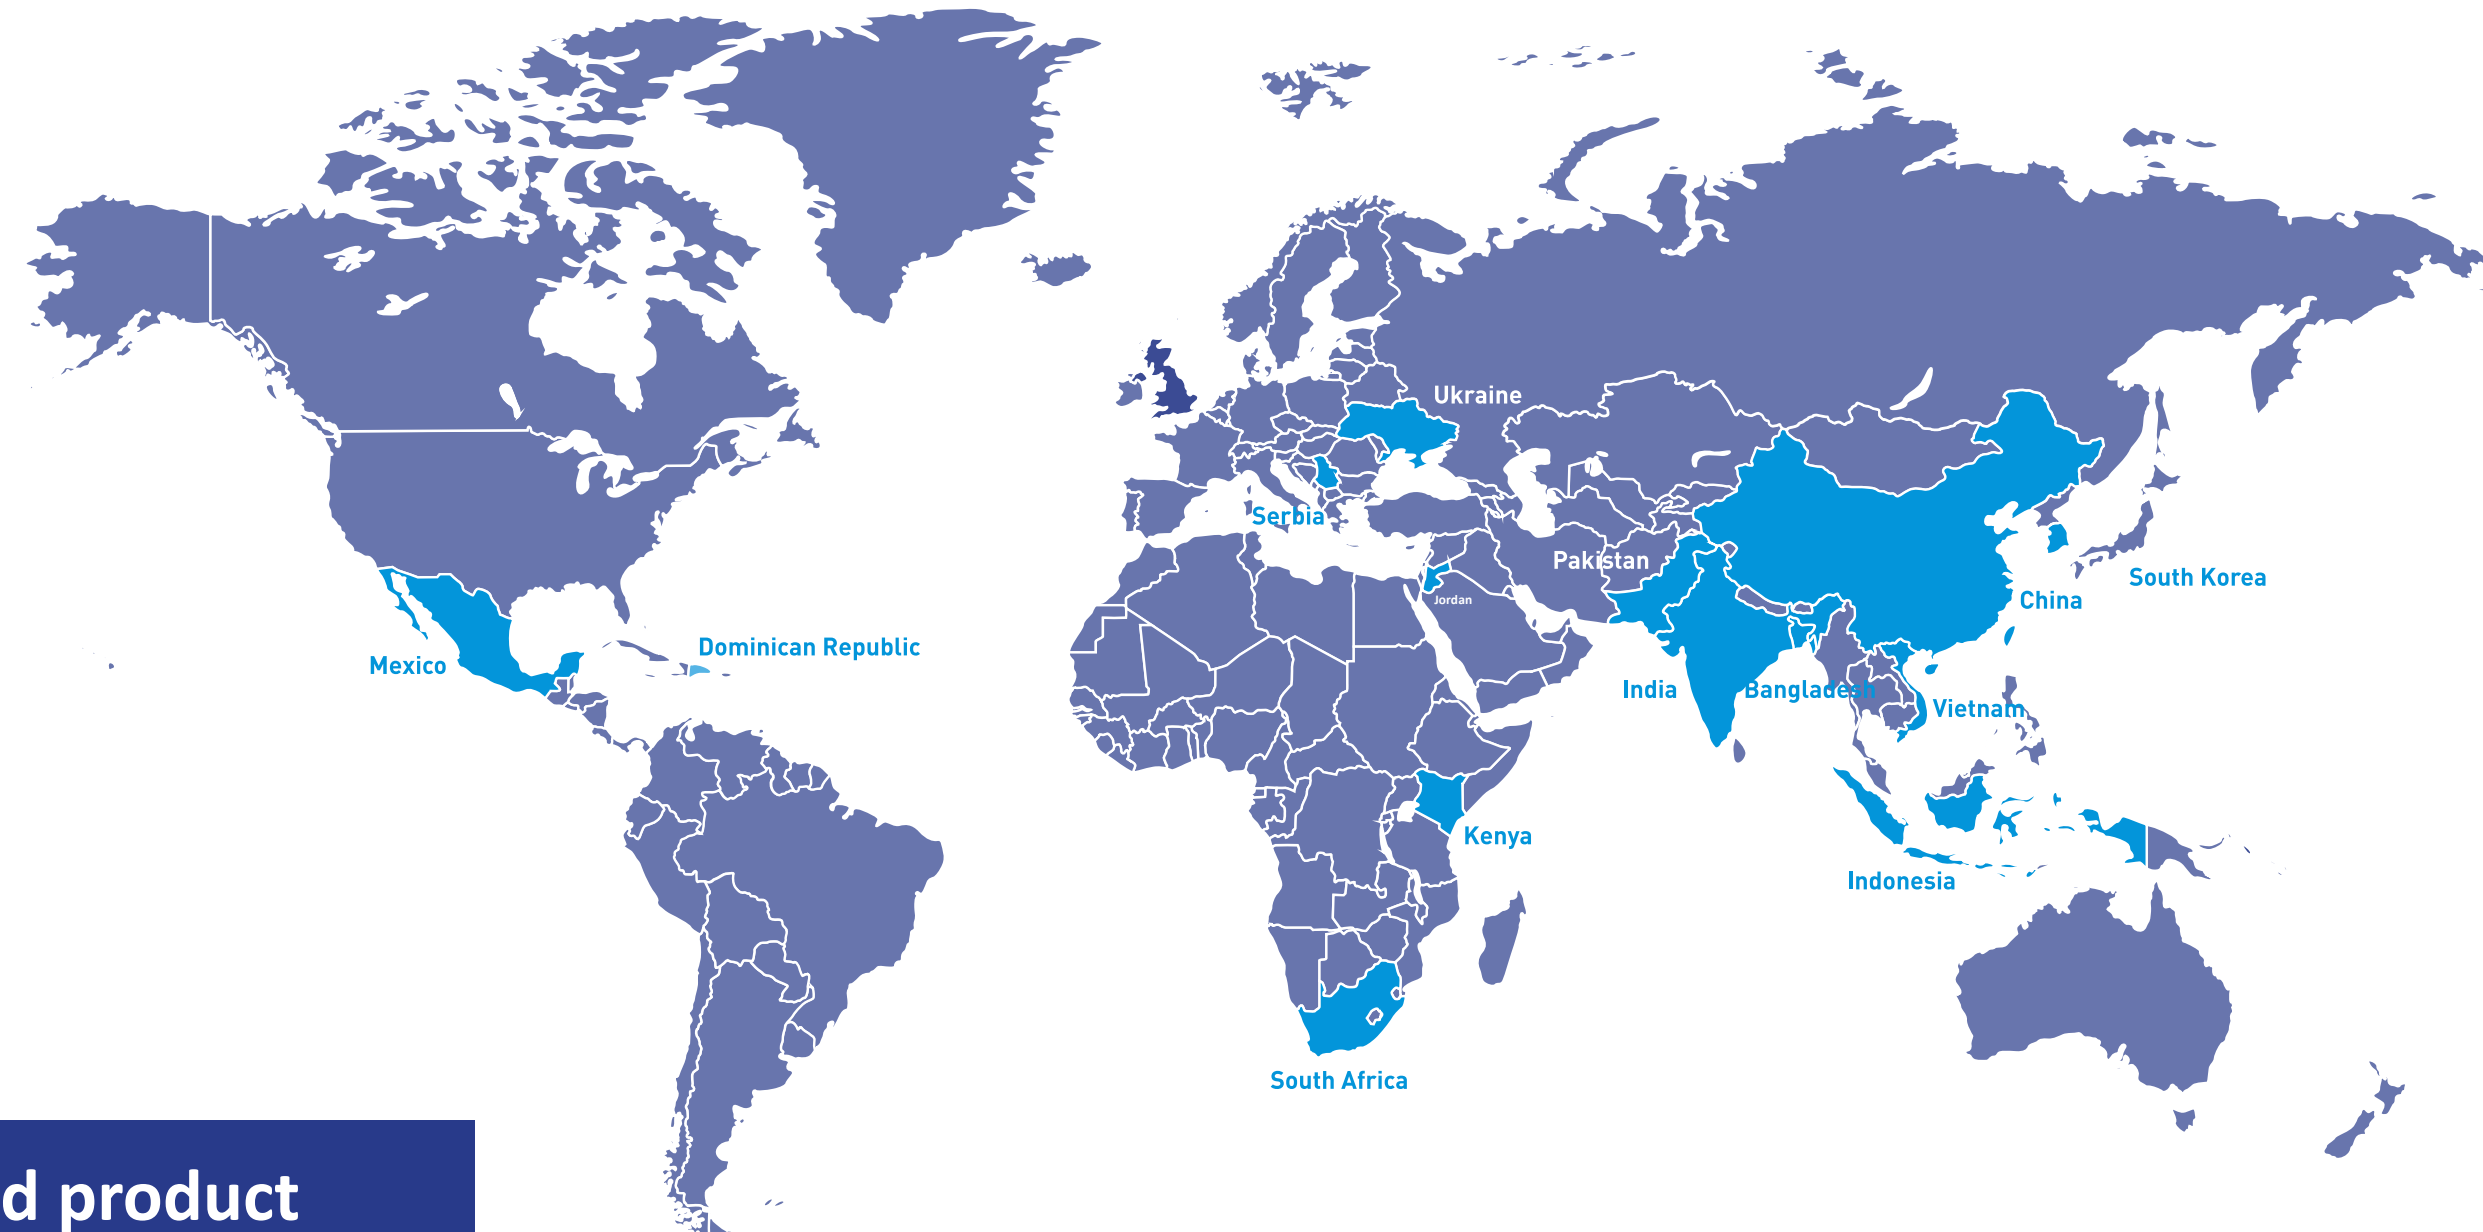 Ukraine
Serbia
Pakistan
South Korea
Jordan
China
Dominican Republic
Mexico
India
Bangladesh
Vietnam
Kenya
Indonesia
South Africa
d product